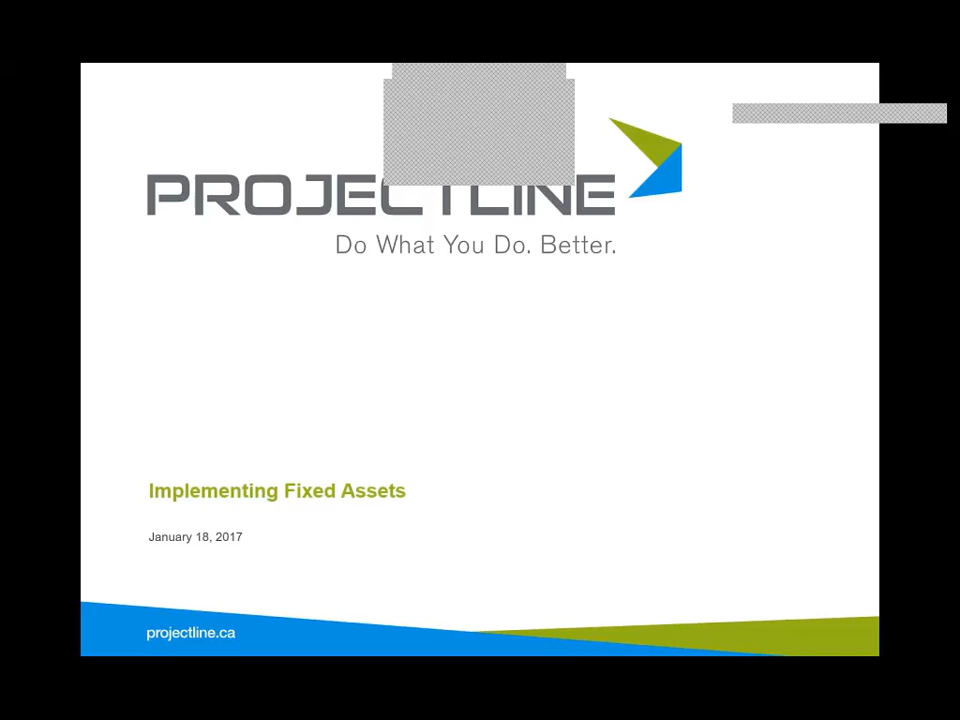 PROJECTLINE
Do What You Do. Better.
Implementing Fixed Assets
January 18, 2017
projectline.ca